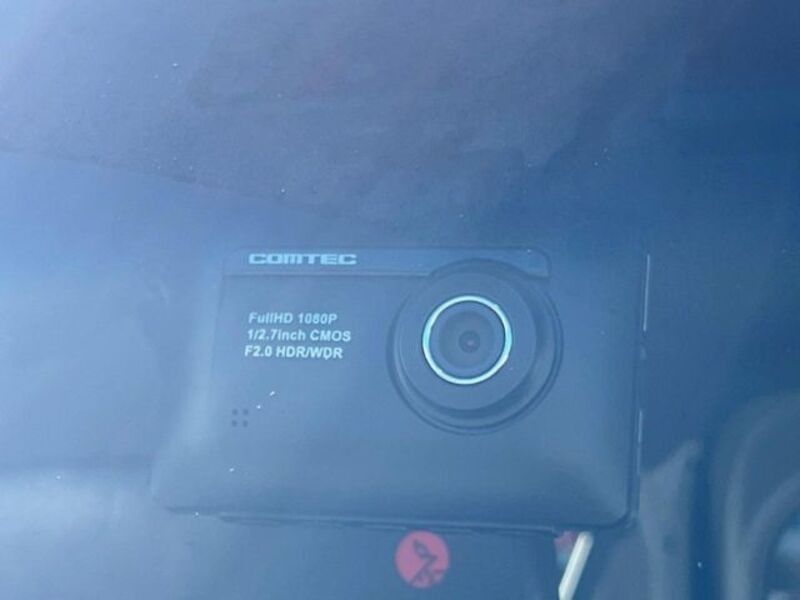 COMTEC
FullHD 1080P
1/2.7inch CMOS
F2.0 HDR/WDR